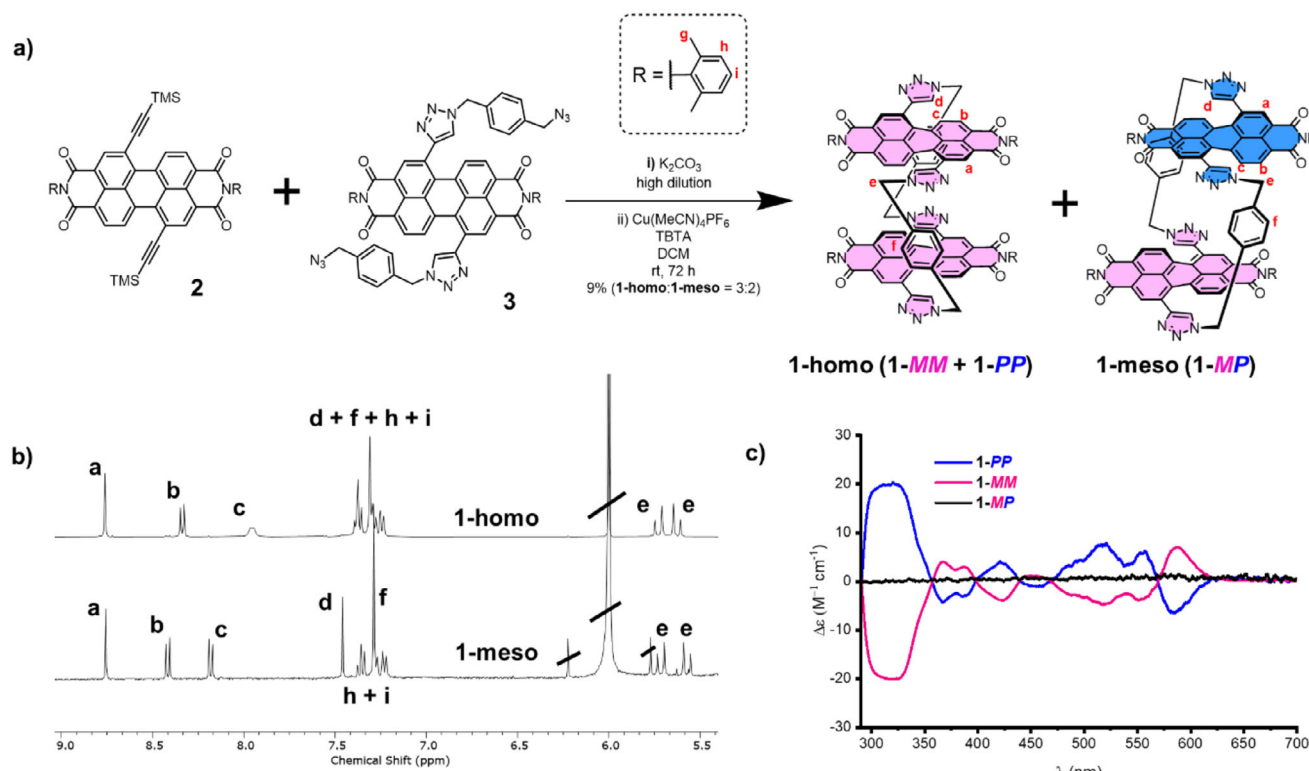 a)
TMS
O
O
RN
NR
O
O
TMS
2
+
N=N
N
N3
O
O
RN
NR
O
O
N3
N
N=N
3
R =
g
h
i
i) K2CO3
high dilution
ii) Cu(MeCN)4PF6
TBTA
DCM
rt, 72 h
9% (1-homo:1-meso = 3:2)
d
c
b
a
e
f
+
d
a
c
b
e
f
1-homo (1-MM + 1-PP)
1-meso (1-MP)
b)
d + f + h + i
a
b
c
1-homo
e
e
a
b
c
d
f
1-meso
e
e
h + i
9.0 8.5 8.0 7.5 7.0 6.5 6.0 5.5
Chemical Shift (ppm)
c)
1-PP
1-MM
1-MP
30
20
10
0
-10
-20
-30
Δε (M−1 cm−1)
300 350 400 450 500 550 600 650 700